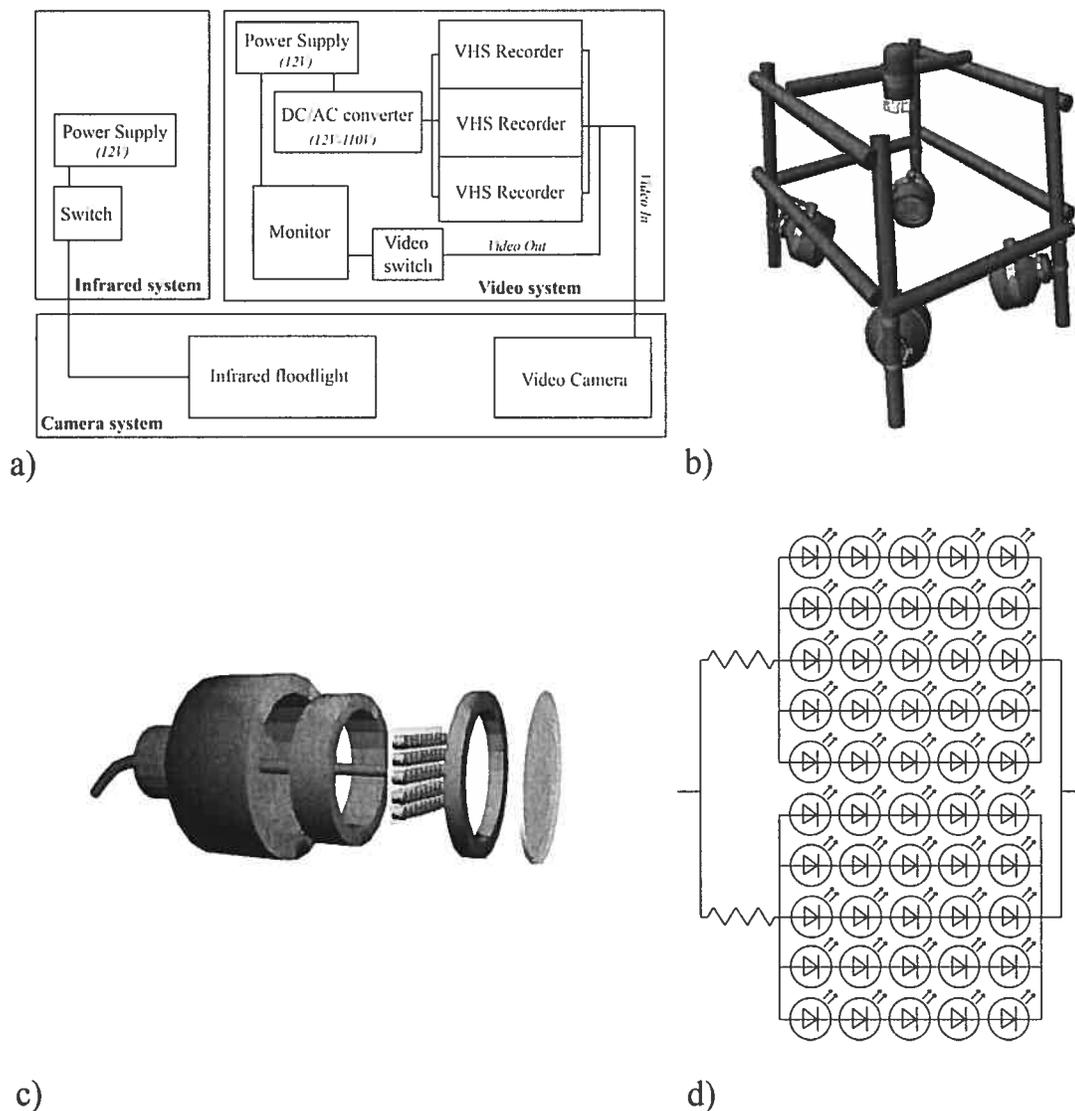 Power Supply
(12V)
Switch
Infrared system
Power Supply
(12V)
DC/AC converter
(12V-110V)
VHS Recorder
VHS Recorder
VHS Recorder
Monitor
Video
switch
Video Out
Video In
Video system
Infrared floodlight
Video Camera
Camera system
a)
b)
c)
d)